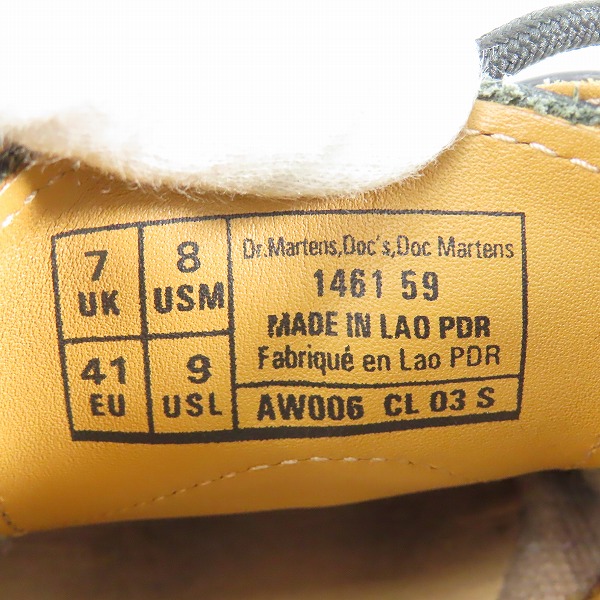 7 UK
8 USM
41 EU
9 USL
Dr.Martens,Doc's,Doc Martens
1461 59
MADE IN LAO PDR
Fabriqué en Lao PDR
AW006 CL 03 S